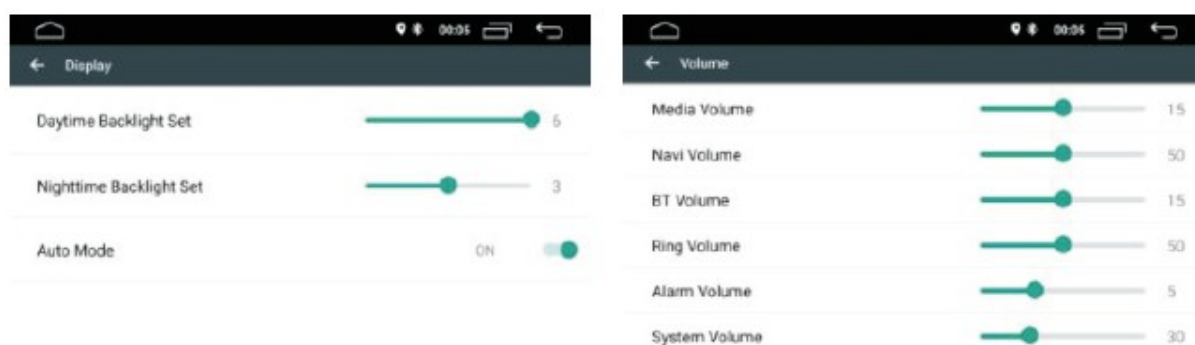 00:05
Display
Daytime Backlight Set 6
Nighttime Backlight Set 3
Auto Mode ON
00:05
Volume
Media Volume 15
Navi Volume 50
BT Volume 15
Ring Volume 50
Alarm Volume 5
System Volume 30